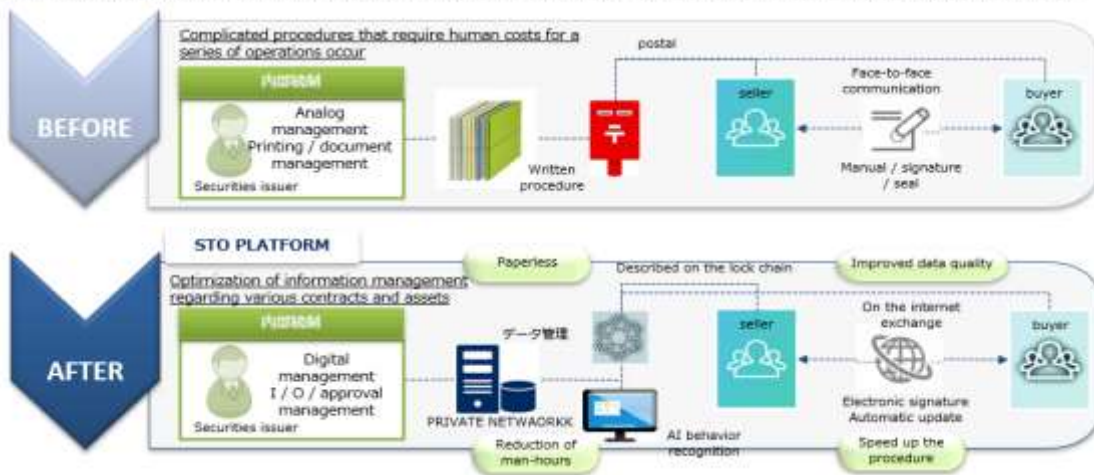 Complicated procedures that require human costs for a
series of operations occur
postal
BEFORE
Analog
management
Printing / document
management
Securities issuer
Written
procedure
seller
Face-to-face
communication
Manual / signature
/ seal
buyer
STO PLATFORM
Paperless
Described on the lock chain
Improved data quality
Optimization of information management
regarding various contracts and assets
AFTER
Digital
management
I / O / approval
management
Securities issuer
データ管理
PRIVATE NETWAORKK
Reduction of
man-hours
AI behavior
recognition
seller
On the internet
exchange
Electronic signature
Automatic update
Speed up the
procedure
buyer